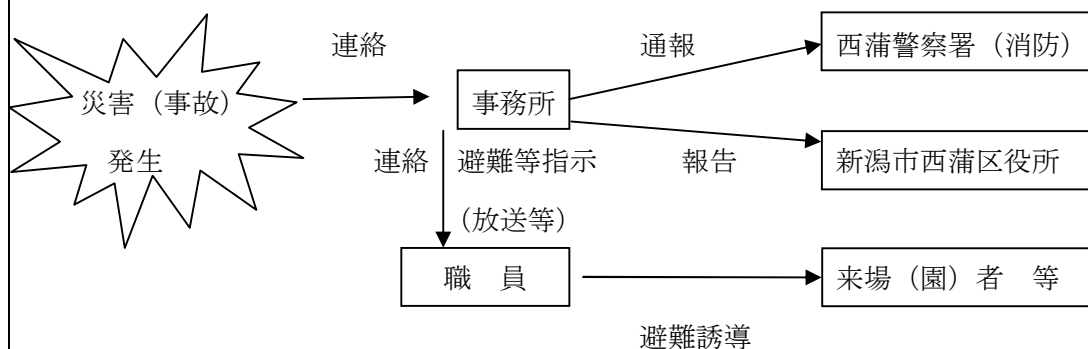 連絡
通報
西蒲警察署（消防）
災害（事故）
発生
事務所
連絡
避難等指示
（放送等）
報告
新潟市西蒲区役所
職　員
来場（園）者　等
避難誘導